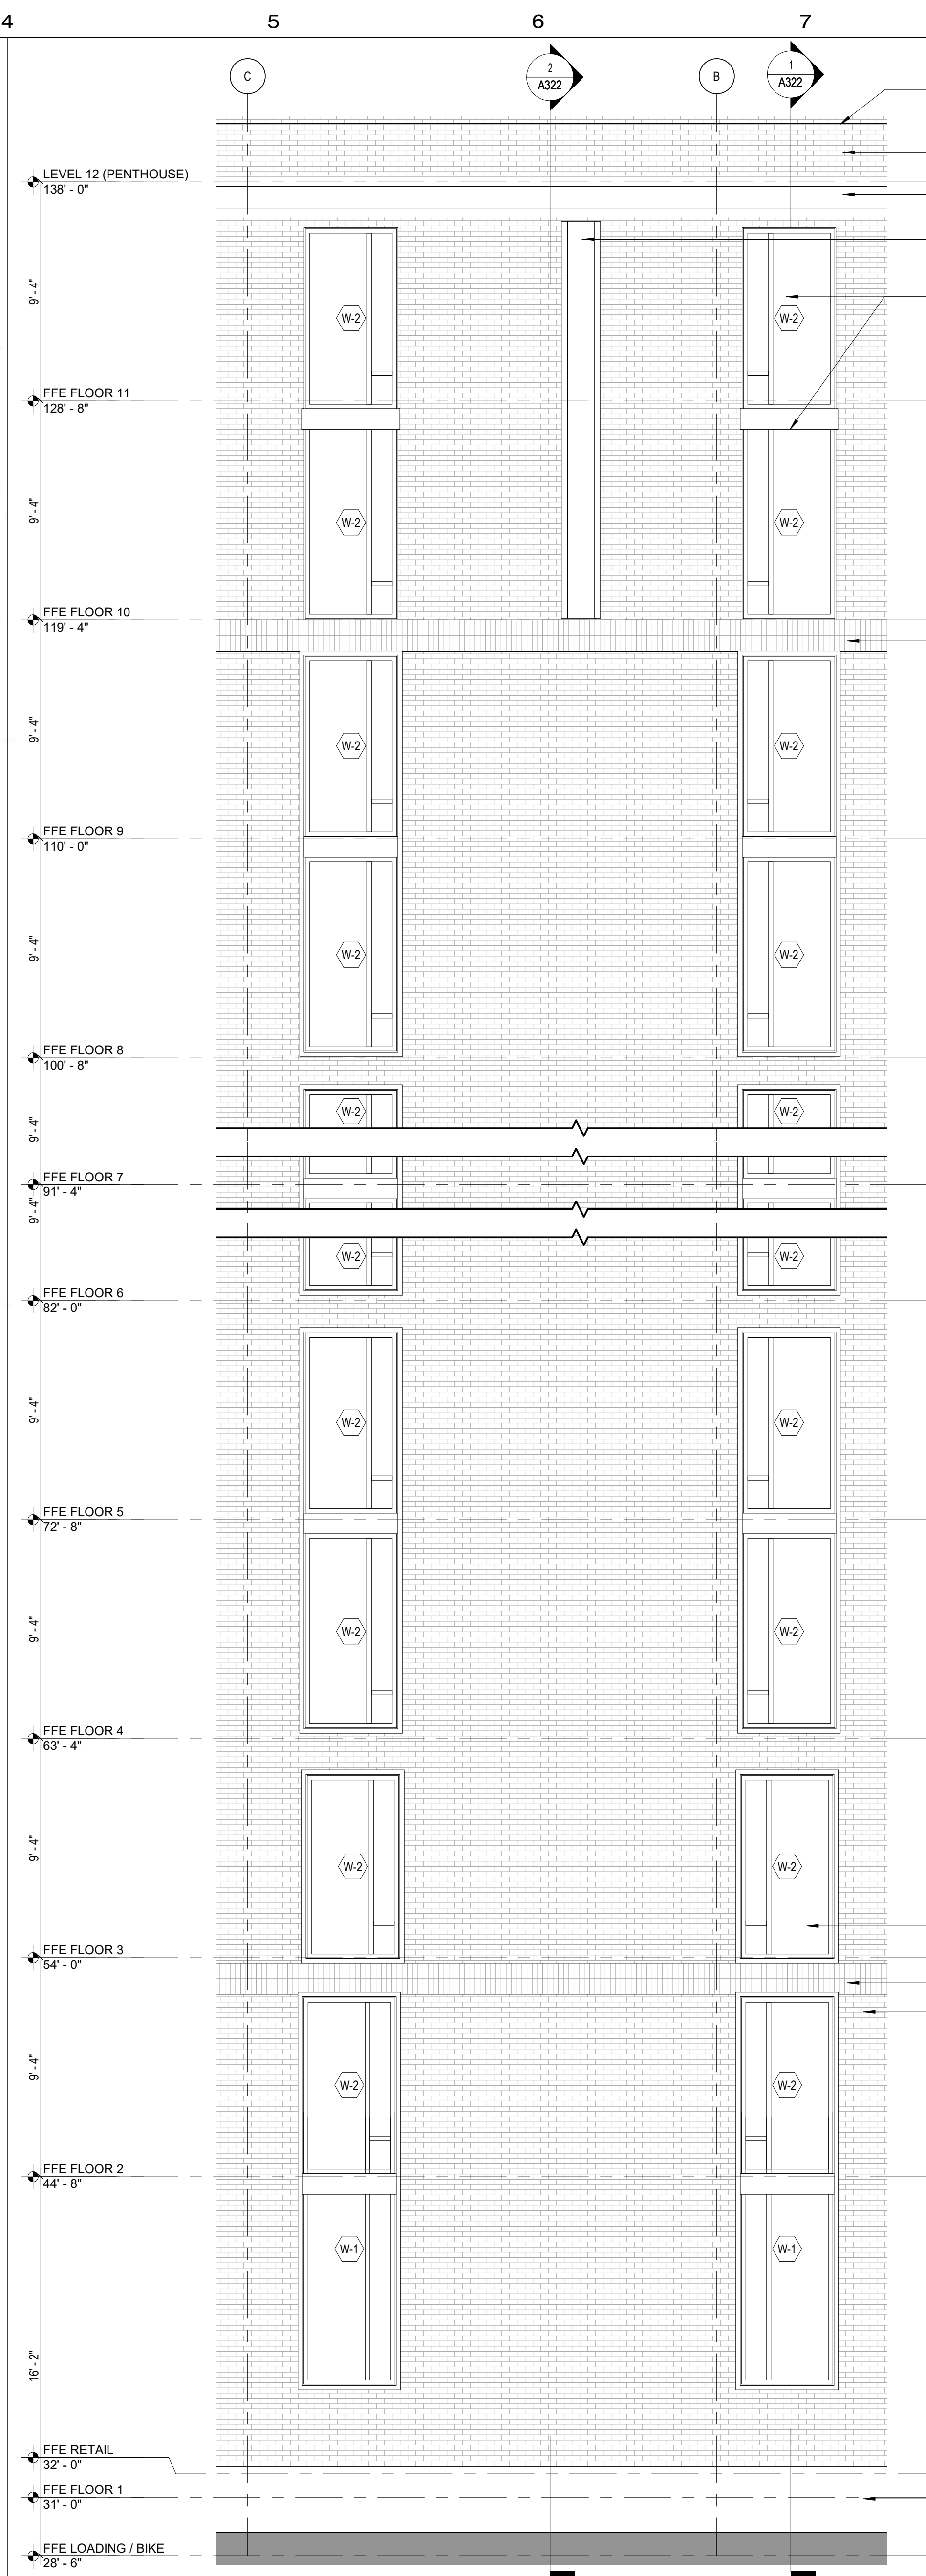 4 5 6 7
C
2
A322
B
1
A322
LEVEL 12 (PENTHOUSE)
138' - 0"
9' - 4"
W-2 W-2
FFE FLOOR 11
128' - 8"
9' - 4"
W-2 W-2
FFE FLOOR 10
119' - 4"
9' - 4"
W-2 W-2
FFE FLOOR 9
110' - 0"
9' - 4"
W-2 W-2
FFE FLOOR 8
100' - 8"
9' - 4"
W-2 W-2
FFE FLOOR 7
91' - 4"
9' - 4"
W-2 W-2
FFE FLOOR 6
82' - 0"
9' - 4"
W-2 W-2
FFE FLOOR 5
72' - 8"
9' - 4"
W-2 W-2
FFE FLOOR 4
63' - 4"
9' - 4"
W-2 W-2
FFE FLOOR 3
54' - 0"
9' - 4"
W-2 W-2
FFE FLOOR 2
44' - 8"
W-1 W-1
16' - 2"
FFE RETAIL
32' - 0"
FFE FLOOR 1
31' - 0"
FFE LOADING / BIKE
28' - 6"